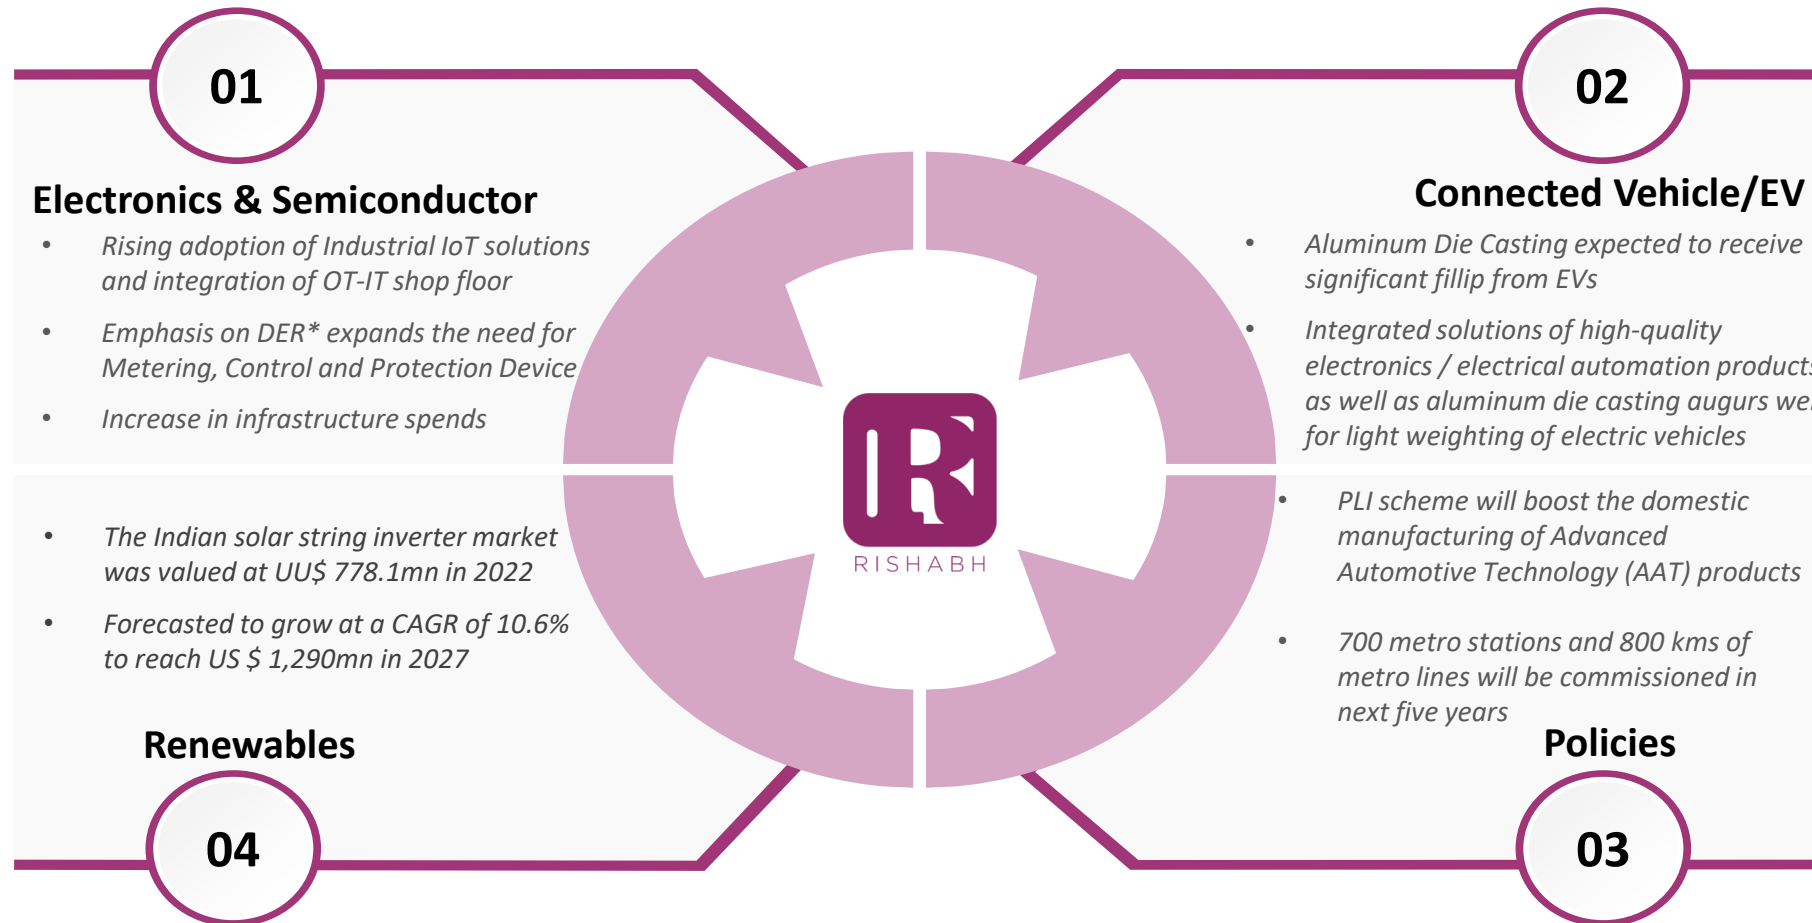 01
Electronics & Semiconductor
• Rising adoption of Industrial IoT solutions
and integration of OT-IT shop floor
• Emphasis on DER* expands the need for
Metering, Control and Protection Device
• Increase in infrastructure spends
02
Connected Vehicle/EV
• Aluminum Die Casting expected to receive
significant fillip from EVs
• Integrated solutions of high-quality
electronics / electrical automation products
as well as aluminum die casting augurs
for light weighting of electric vehicles
RISHABH
• The Indian solar string inverter market
was valued at UU$ 778.1mn in 2022
• Forecasted to grow at a CAGR of 10.6%
to reach US $ 1,290mn in 2027
Renewables
04
• PLI scheme will boost the domestic
manufacturing of Advanced
Automotive Technology (AAT) products
• 700 metro stations and 800 kms of
metro lines will be commissioned in
next five years
Policies
03